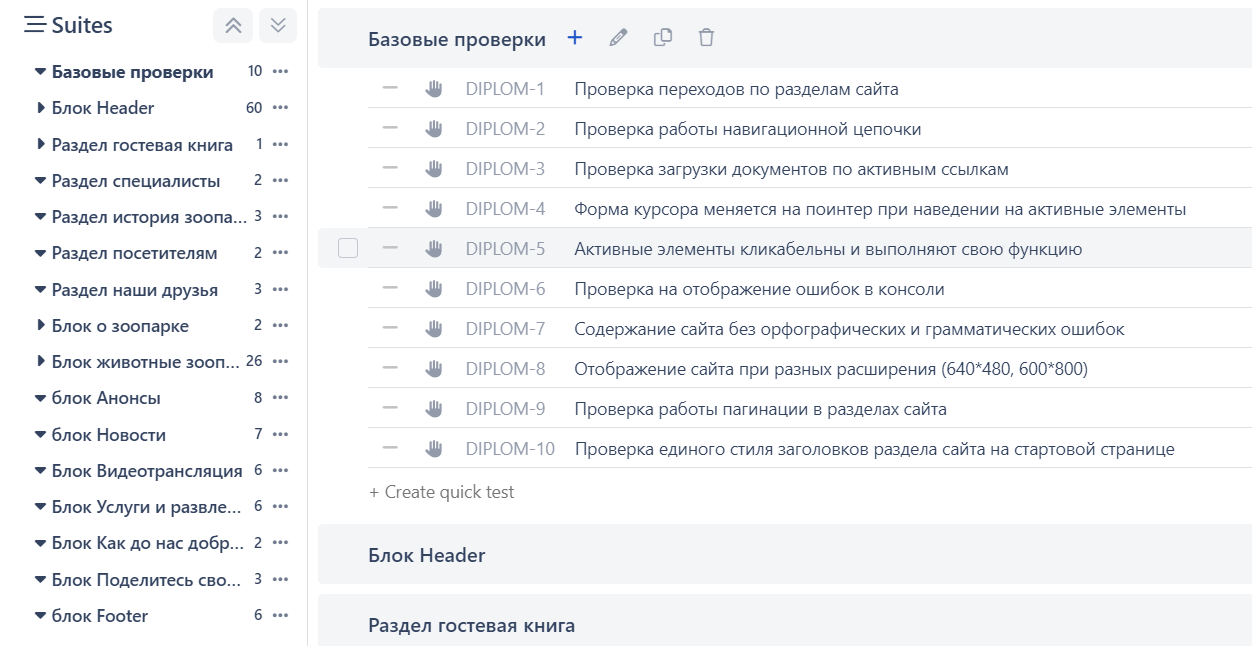 Suites
Базовые проверки 10
Блок Header 60
Раздел гостевая книга 1
Раздел специалисты 2
Раздел история зоопа... 3
Раздел посетителям 2
Раздел наши друзья 3
Блок о зоопарке 2
Блок животные зооп... 26
блок Анонсы 8
блок Новости 7
Блок Видеотрансляция 6
Блок Услуги и развле... 6
Блок Как до нас добр... 2
Блок Поделитесь сво... 3
блок Footer 6
Базовые проверки
DIPLOM-1 Проверка переходов по разделам сайта
DIPLOM-2 Проверка работы навигационной цепочки
DIPLOM-3 Проверка загрузки документов по активным ссылкам
DIPLOM-4 Форма курсора меняется на поинтер при наведении на активные элементы
DIPLOM-5 Активные элементы кликабельны и выполняют свою функцию
DIPLOM-6 Проверка на отображение ошибок в консоли
DIPLOM-7 Содержание сайта без орфографических и грамматических ошибок
DIPLOM-8 Отображение сайта при разных расширения (640*480, 600*800)
DIPLOM-9 Проверка работы пагинации в разделах сайта
DIPLOM-10 Проверка единого стиля заголовков раздела сайта на стартовой странице
+ Create quick test
Блок Header
Раздел гостевая книга